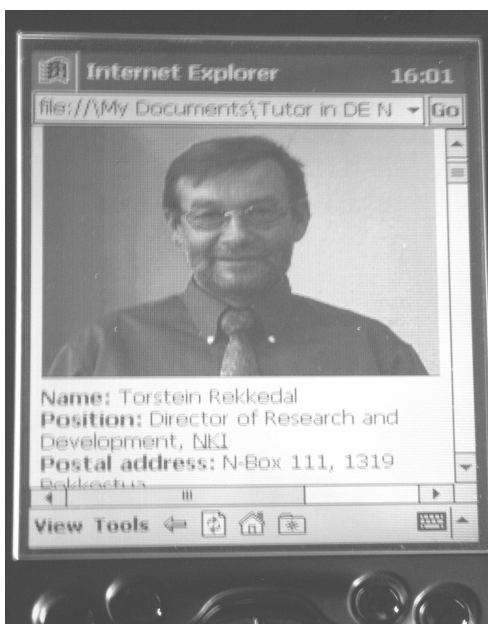 Internet Explorer 16:01
file://\My Documents\Tutor in DE N Go
Name: Torstein Rekkedal
Position: Director of Research and
Development, NKI
Postal address: N-Box 111, 1319
View Tools